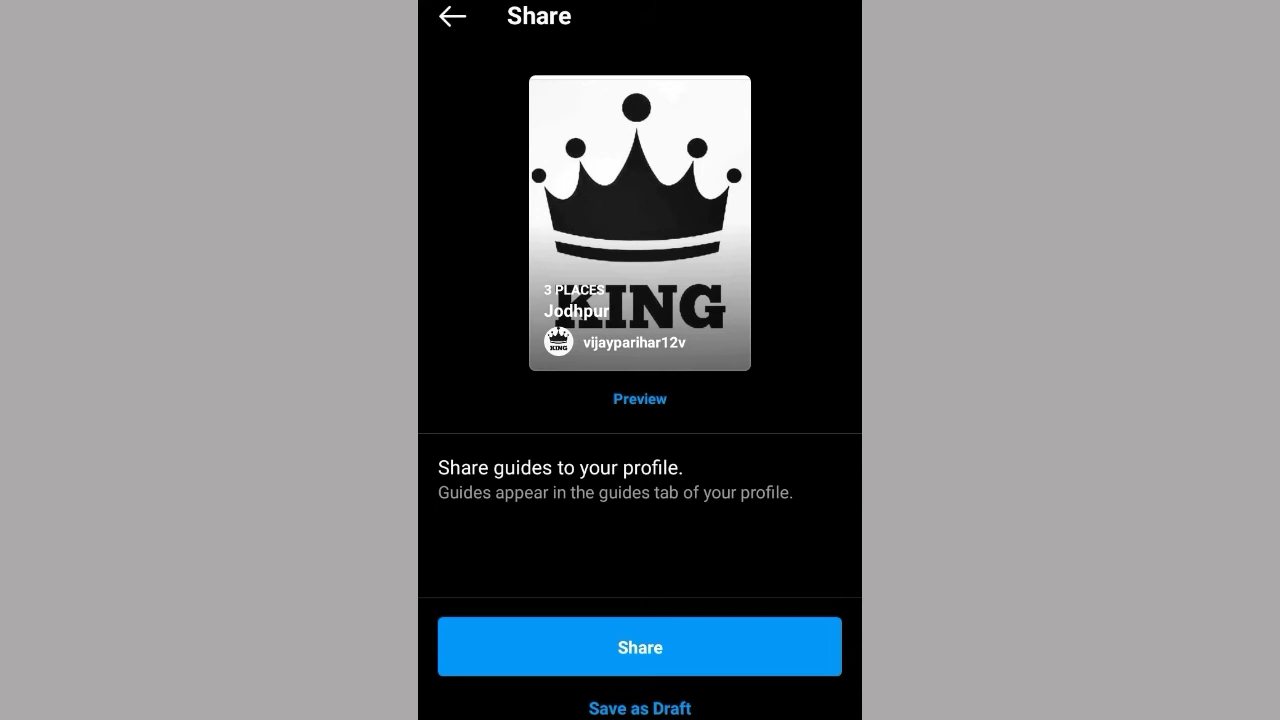 Share
3 PLACES
KING
Jodhpur
KING
vijayparihar12v
Preview
Share guides to your profile.
Guides appear in the guides tab of your profile.
Share
Save as Draft